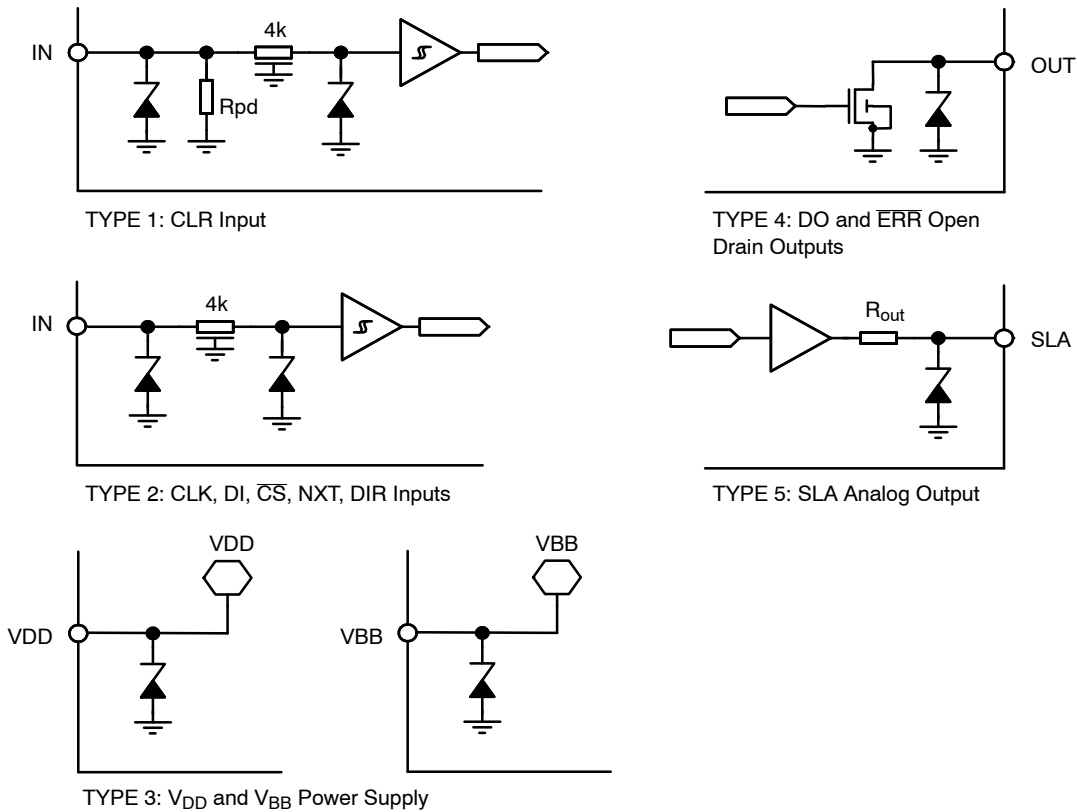 IN
4k
Rpd
TYPE 1: CLR Input
OUT
TYPE 4: DO and E̅R̅R̅ Open
Drain Outputs
IN
4k
TYPE 2: CLK, DI, C̅S̅, NXT, DIR Inputs
Rout
SLA
TYPE 5: SLA Analog Output
VDD
VDD
VBB
VBB
TYPE 3: VDD and VBB Power Supply